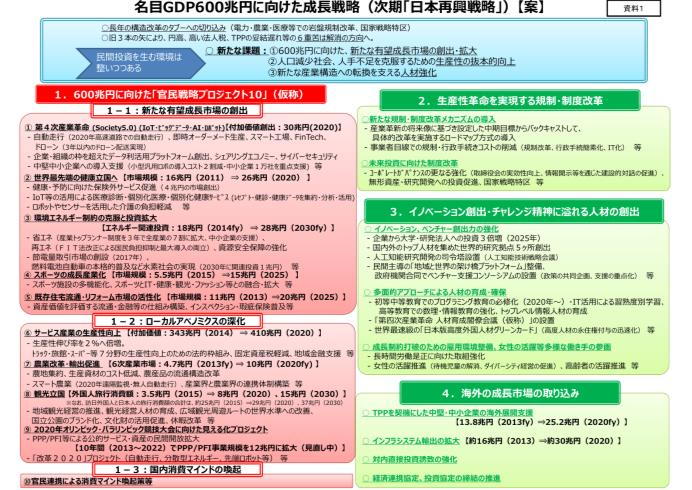 名目GDP600兆円に向けた成長戦略（次期「日本再興戦略」）【案】
資料1
○長年の構造改革のタブーへの切り込み（電力・農業・医療等での岩盤規制改革、国家戦略特区）
○旧３本の矢により、円高、高い法人税、TPPの妥結遅れ等の６重苦は解消の方向へ。
民間投資を生む環境は
整いつつある
○ 新たな課題：①600兆円に向けた、新たな有望成長市場の創出・拡大
②人口減少社会、人手不足を克服するための生産性の抜本的向上
③新たな産業構造への転換を支える人材強化
１．600兆円に向けた「官民戦略プロジェクト10」（仮称）
１－１：新たな有望成長市場の創出
① 第４次産業革命 (Society5.0) (IoT・ビッグデータ・AI・ロボット)【付加価値創出：30兆円(2020)】
- 自動走行（2020年高速道路での自動走行）、即時オーダーメード生産、スマート工場、FinTech、
ドローン（3年以内のドローン配送実現）
- 企業・組織の枠を超えたデータ利活用プラットフォーム創出、シェアリングエコノミー、サイバーセキュリティ
- 中堅中小企業への導入支援（小型汎用ロボの導入コスト２割減・中小企業１万社を重点支援）等
② 世界最先端の健康立国へ 【市場規模：16兆円（2011） ⇒ 26兆円（2020）】
- 健康・予防に向けた保険外サービス促進（４兆円の市場創出）
- IoT等の活用による医療診断・個別化医療・個別化健康サービス（レセプト・健診・健康データを集約・分析・活用）
- ロボットやセンサーを活用した介護の負担軽減 等
③ 環境エネルギー制約の克服と投資拡大
【エネルギー関連投資：18兆円（2014fy） ⇒ 28兆円（2030fy）】
- 省エネ（産業トップランナー制度を３年で全産業の７割に拡大、中小企業の支援）、
再エネ（ＦＩＴ法改正による国民負担抑制と最大導入の両立）、資源安全保障の強化
- 節電量取引市場の創設（2017年）、
燃料電池自動車の本格的普及など水素社会の実現（2030年に関連投資１兆円） 等
④ スポーツの成長産業化 【市場規模：5.5兆円（2015）⇒15兆円（2025）】
- スポーツ施設の多機能化、スポーツとIT・健康・観光・ファッション等との融合・拡大 等
⑤ 既存住宅流通・リフォーム市場の活性化 【市場規模：11兆円（2013）⇒20兆円（2025）】
- 資産価値を評価する流通・金融等の仕組み構築、インスペクション・瑕疵保険普及等
１－２：ローカルアベノミクスの深化
⑥ サービス産業の生産性向上 【付加価値：343兆円（2014） ⇒ 410兆円（2020）】
- 生産性伸び率を２％へ倍増。
トラック・旅館・スーパー等７分野の生産性向上のための法的枠組み、固定資産税軽減、地域金融支援 等
⑦ 農業改革・輸出促進 【6次産業市場：4.7兆円（2013fy） ⇒ 10兆円（2020fy）】
- 農地集約、生産資材のコスト低減、農産品の流通構造改革
- スマート農業（2020年遠隔監視・無人自動走行）、産業界と農業界の連携体制構築 等
⑧ 観光立国 【外国人旅行消費額：3.5兆円（2015） ⇒ 8兆円（2020）、15兆円（2030）】
- 地域観光経営の推進、観光経営人材の育成、広域観光周遊ルートの世界水準への改善、
国立公園のブランド化、文化財の活用促進、休暇改革 等
⑨ 2020年オリンピック・パラリンピック競技大会に向けた見える化プロジェクト
- PPP/PFI等による公的サービス・資産の民間開放拡大
【10年間（2013～2022）でPPP/PFI事業規模を12兆円に拡大（見直し中）】
- 「改革２０２０」プロジェクト（自動走行、分散型エネルギー、先端ロボット等） 等
１－３：国内消費マインドの喚起
⑩官民連携による消費マインド喚起策等
２．生産性革命を実現する規制・制度改革
○新たな規制・制度改革メカニズムの導入
- 産業革新の将来像に基づき設定した中期目標からバックキャストして、
具体的改革を実施するロードマップ方式の導入
- 事業者目線での規制・行政手続きコストの削減（規制改革、行政手続簡素化、IT化） 等
○未来投資に向けた制度改革
- コーポレートガバナンスの更なる強化（取締役会の実効性向上、情報開示等を通じた建設的対話の促進）、
無形資産・研究開発への投資促進、国家戦略特区 等
３．イノベーション創出・チャレンジ精神に溢れる人材の創出
○ イノベーション、ベンチャー創出力の強化
- 企業から大学・研究法人への投資３倍増（2025年）
- 国内外のトップ人材を集めた世界的研究拠点５ヶ所創出
- 人工知能研究開発の司令塔設置（人工知能技術戦略会議）
- 民間主導の「地域と世界の架け橋プラットフォーム」整備、
政府機関合同でベンチャー支援コンソーシアムの設置（政策の共同企画、支援の重点化） 等
○ 多面的アプローチによる人材の育成・確保
- 初等中等教育でのプログラミング教育の必修化（2020年～）・IT活用による習熟度別学習、
高等教育での数理・情報教育の強化、トップレベル情報人材の育成
- 「第四次産業革命 人材育成推進会議」（仮称）」の設置
- 世界最速級の「日本版高度外国人材グリーンカード」（高度人材の永住権付与の迅速化） 等
○ 成長制約打破のための雇用環境整備、女性の活躍等多様な働き手の参画
- 長時間労働是正に向けた取組強化
- 女性の活躍推進（待機児童の解消、ダイバーシティ経営の促進）、高齢者の活躍推進 等
４．海外の成長市場の取り込み
○ TPPを契機にした中堅・中小企業の海外展開支援
【13.8兆円（2013fy）⇒25.2兆円（2020fy）】
○ インフラシステム輸出の拡大 【約16兆円（2013）⇒約30兆円（2020）】
○ 対内直接投資誘致の強化
○ 経済連携協定、投資協定の締結の推進